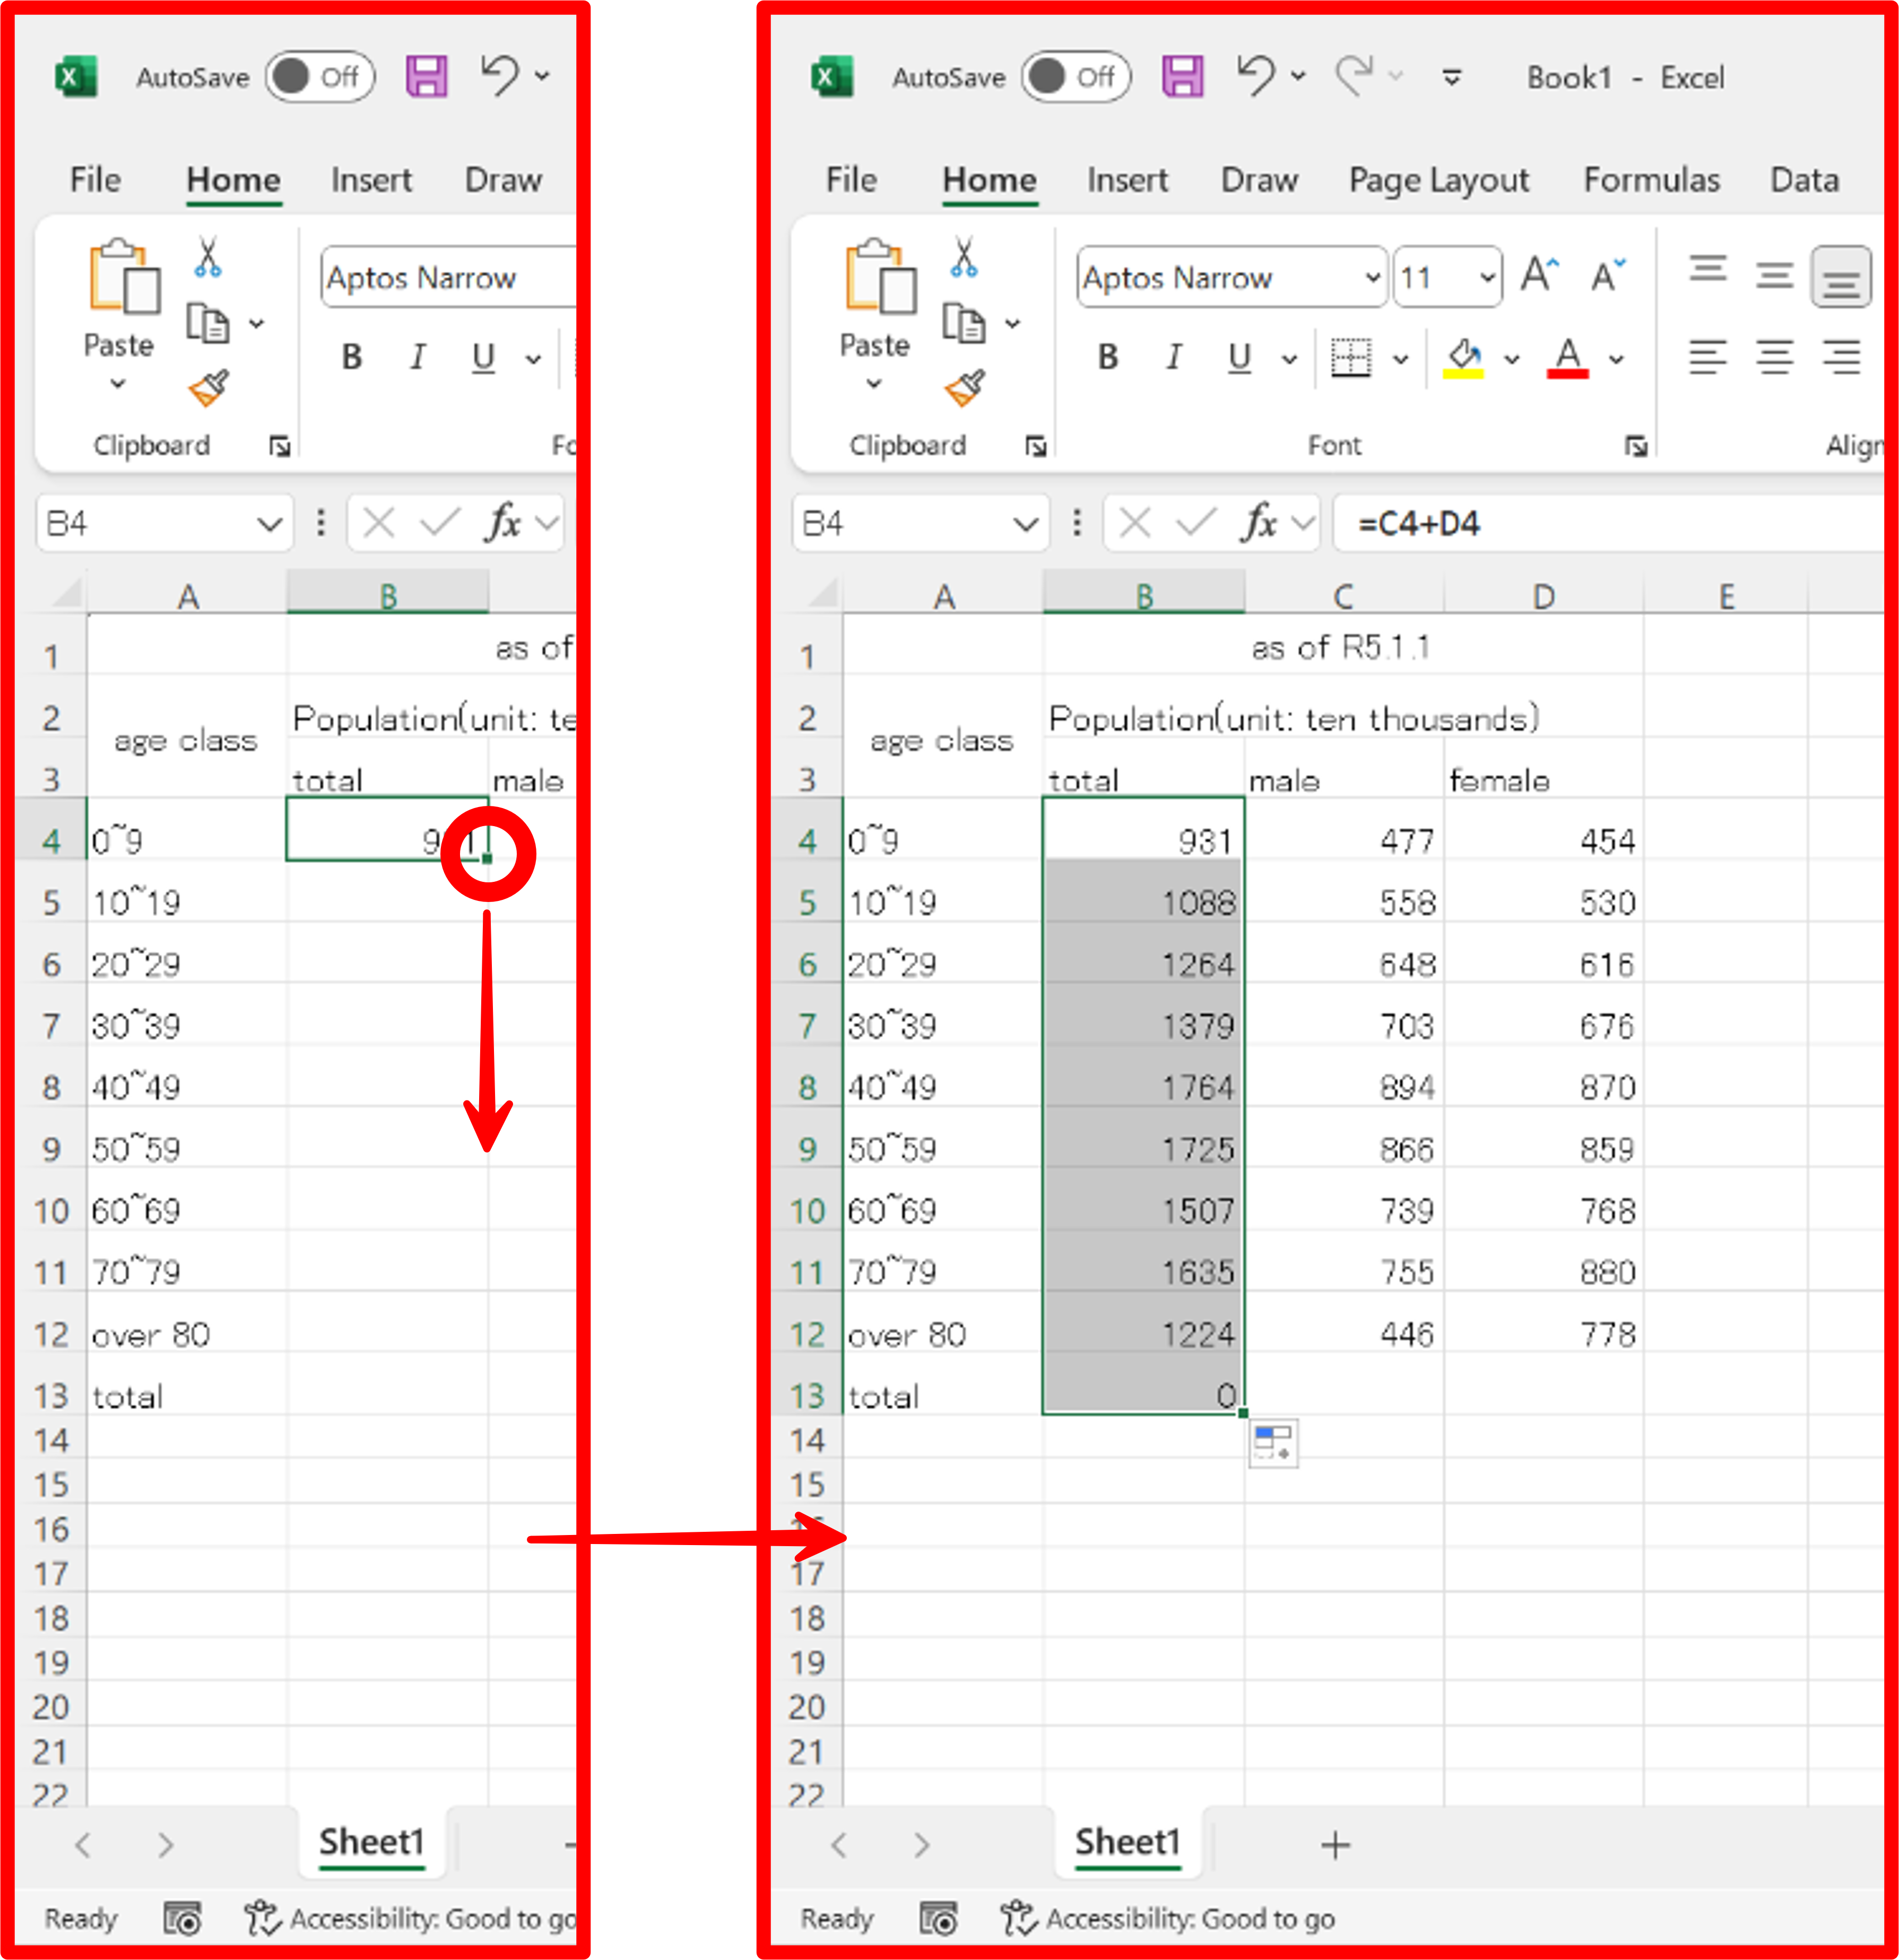 AutoSave Off
File Home Insert Draw
Aptos Narrow
Paste
B I U
Clipboard
B4 fx
A B
1 as of
2 Population(unit: te
age class
3 total male
4 0~9
5 10~19
6 20~29
7 30~39
8 40~49
9 50~59
10 60~69
11 70~79
12 over 80
13 total
14
15
16
17
18
19
20
21
22
Sheet1
Ready Accessibility: Good to go
AutoSave Off Book1 - Excel
File Home Insert Draw Page Layout Formulas Data
Aptos Narrow 11 A A
Paste
B I U A
Clipboard Font Align
B4 fx =C4+D4
A B C D E
1 as of R5.1.1
2 Population(unit: ten thousands)
age class
3 total male female
4 0~9 931 477 454
5 10~19 1088 558 530
6 20~29 1264 648 616
7 30~39 1379 703 676
8 40~49 1764 894 870
9 50~59 1725 866 859
10 60~69 1507 739 768
11 70~79 1635 755 880
12 over 80 1224 446 778
13 total 0
14
15
17
18
19
20
21
22
Sheet1 +
Ready Accessibility: Good to go